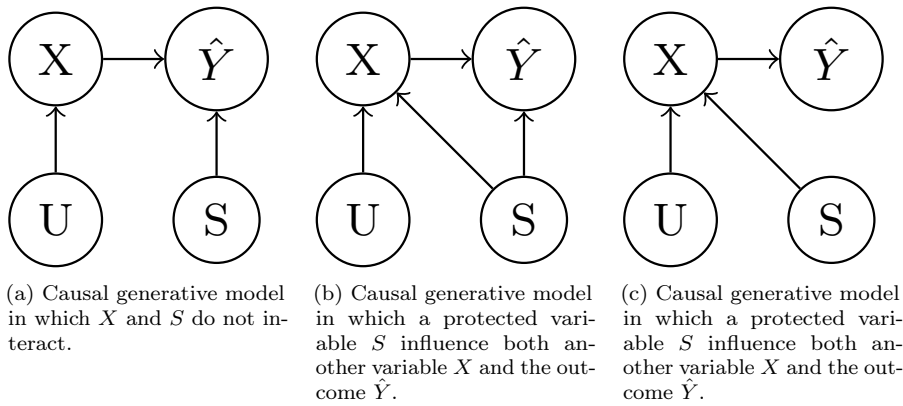 X Ŷ X Ŷ X Ŷ
U S U S U S
(a) Causal generative model
in which X and S do not in-
teract.
(b) Causal generative model
in which a protected vari-
able S influence both an-
other variable X and the out-
come Ŷ.
(c) Causal generative model
in which a protected vari-
able S influence both an-
other variable X and the out-
come Ŷ.